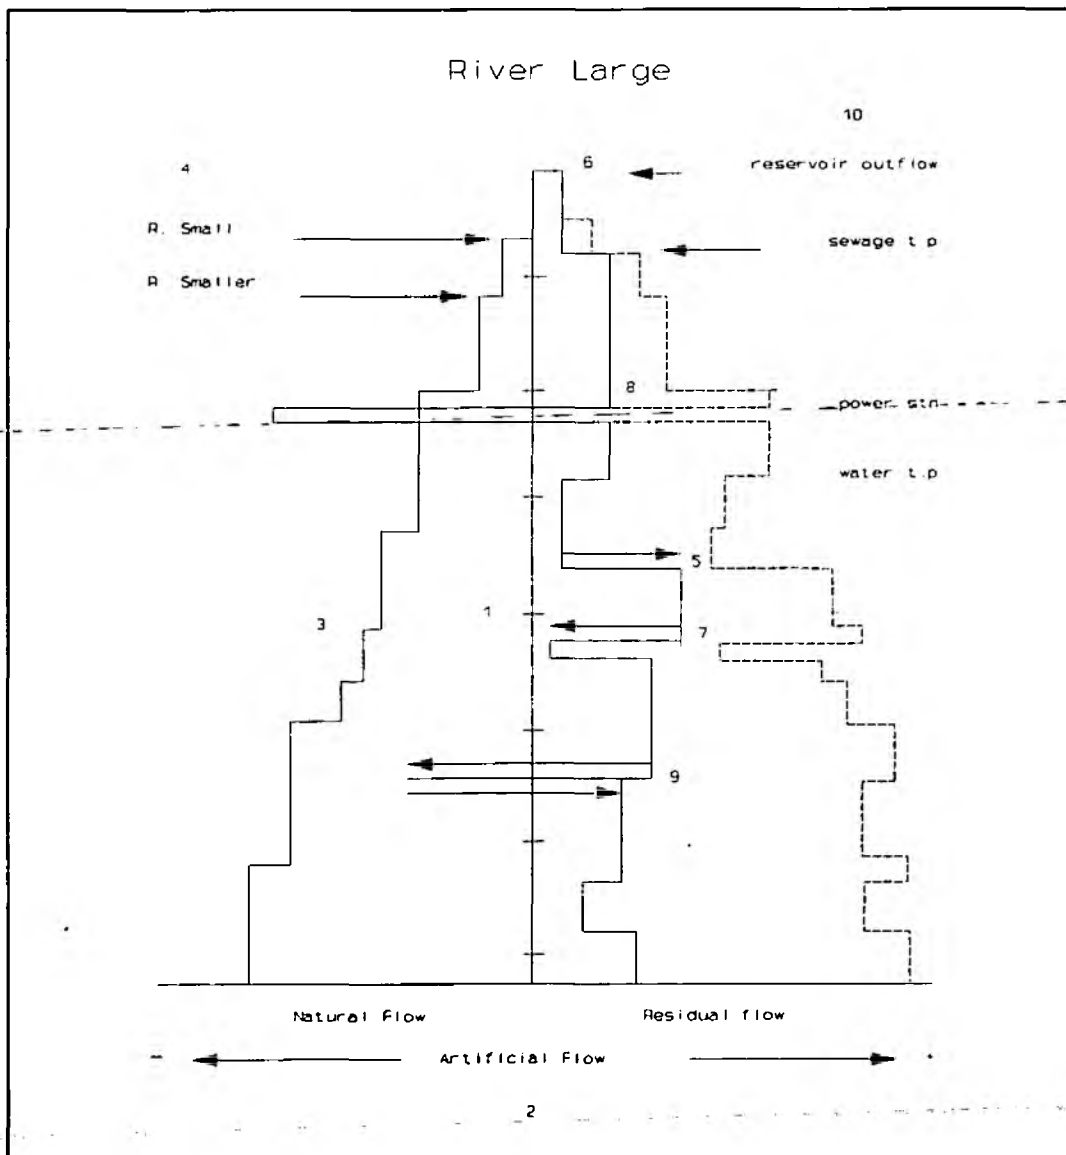 River Large
10
4
6
reservoir outflow
R. Small
sewage t p
R Smaller
8
power stn
water t.p
5
3
1
7
9
Natural Flow
Residual flow
Artificial Flow
2